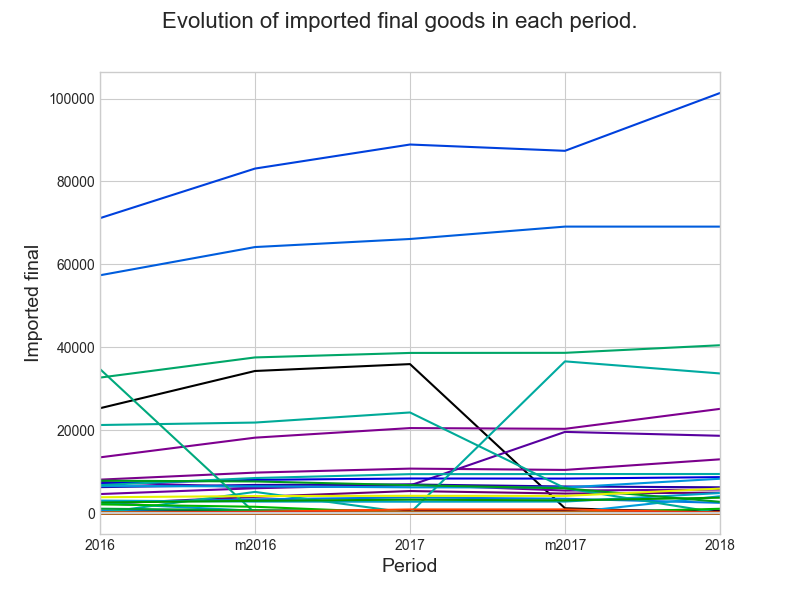 Evolution of imported final goods in each period.
100000
80000
60000
40000
20000
0
Imported final
2016
m2016
2017
m2017
2018
Period